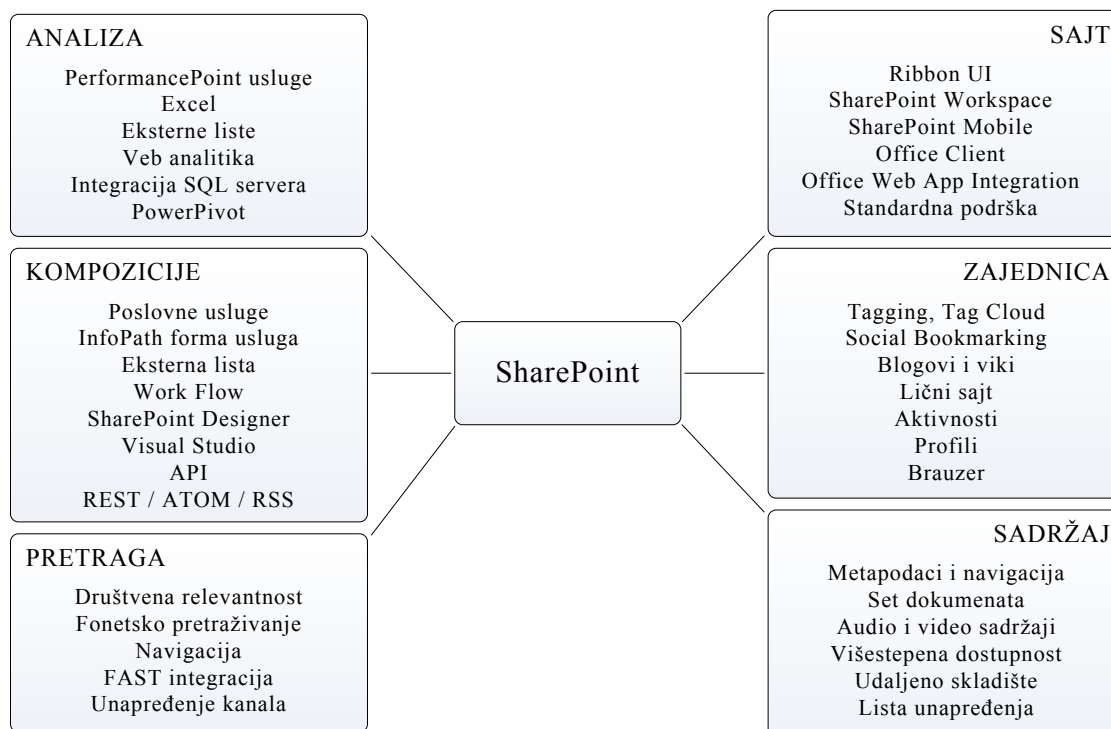 ANALIZA
PerformancePoint usluge
Excel
Eksterne liste
Veb analitika
Integracija SQL servera
PowerPivot
KOMPOZICIJE
Poslovne usluge
InfoPath forma usluga
Eksterna lista
Work Flow
SharePoint Designer
Visual Studio
API
REST / ATOM / RSS
PRETRAGA
Društvena relevantnost
Fonetsko pretraživanje
Navigacija
FAST integracija
Unapređenje kanala
SharePoint
SAJT
Ribbon UI
SharePoint Workspace
SharePoint Mobile
Office Client
Office Web App Integration
Standardna podrška
ZAJEDNICA
Tagging, Tag Cloud
Social Bookmarking
Blogovi i viki
Lični sajt
Aktivnosti
Profili
Brauzer
SADRŽAJ
Metapodaci i navigacija
Set dokumenata
Audio i video sadržaji
Višestepena dostupnost
Udaljeno skladište
Lista unapređenja